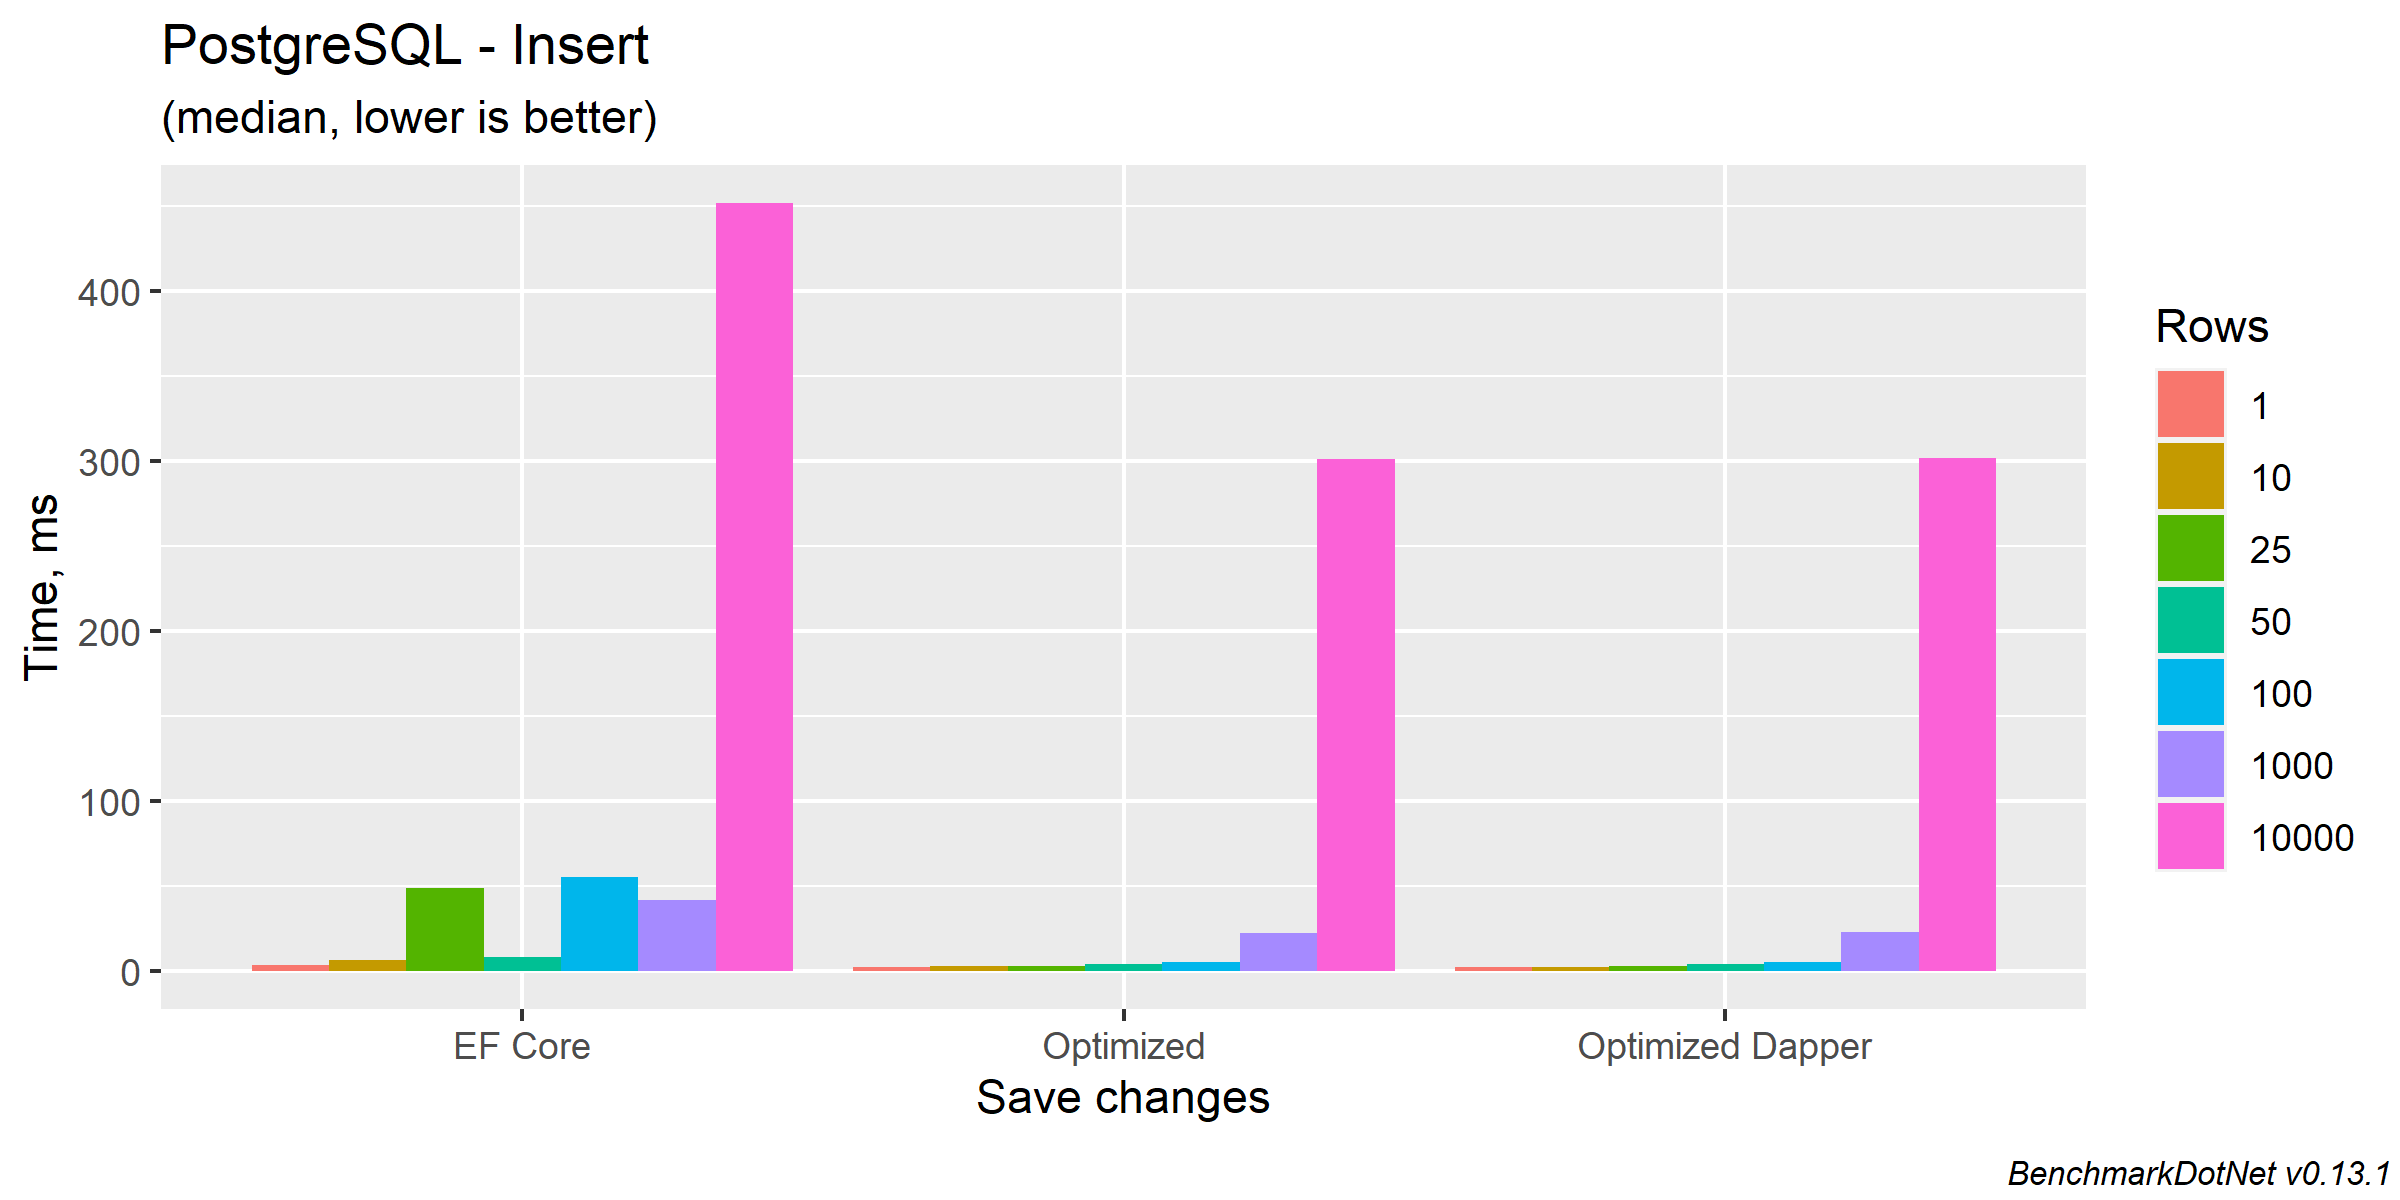 PostgreSQL - Insert
(median, lower is better)
Time, ms
400
300
200
100
0
EF Core
Optimized
Optimized Dapper
Save changes
Rows
1
10
25
50
100
1000
10000
BenchmarkDotNet v0.13.1